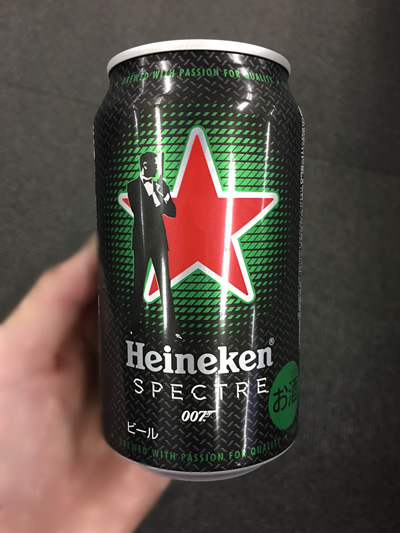 BREWED WITH PASSION FOR QUALITY
Heineken®
SPECTRE
007
お酒
ビール
BREWED WITH PASSION FOR QUALITY